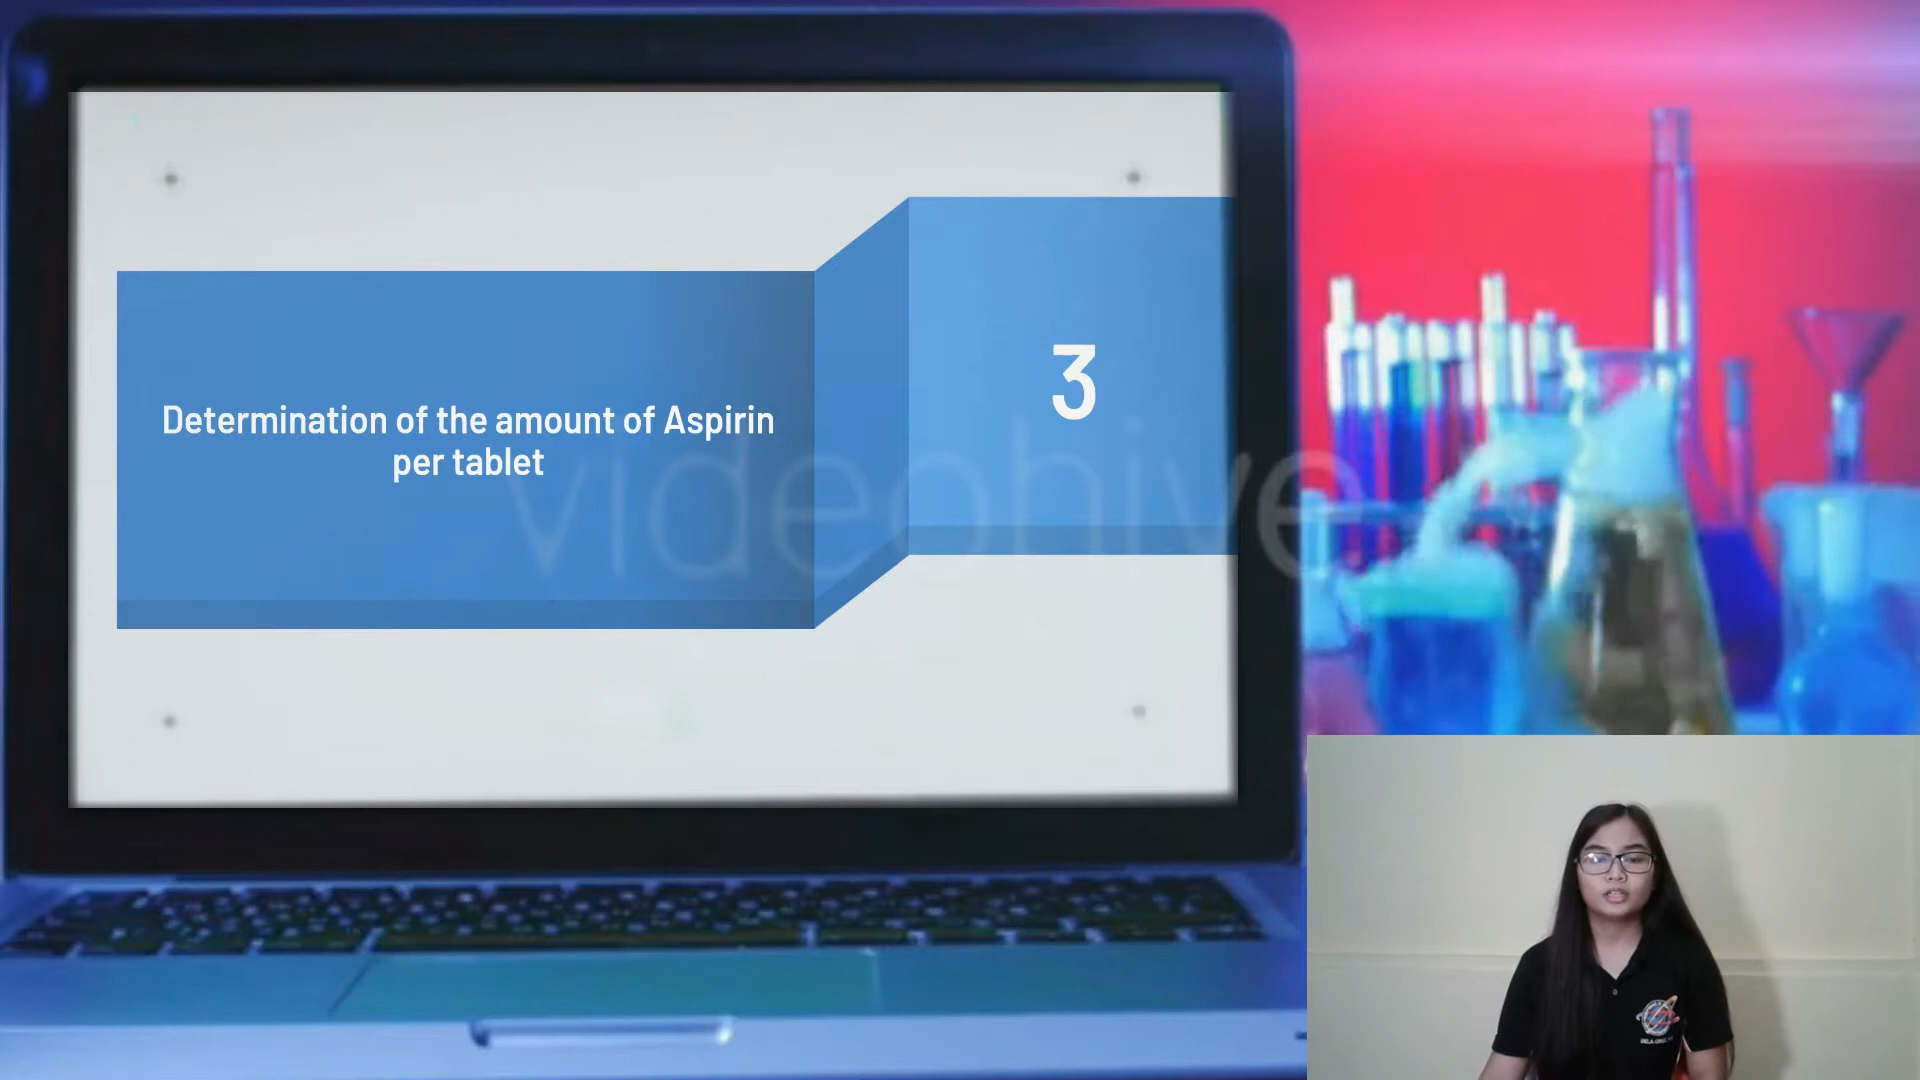 Determination of the amount of Aspirin
per tablet
3
videohive